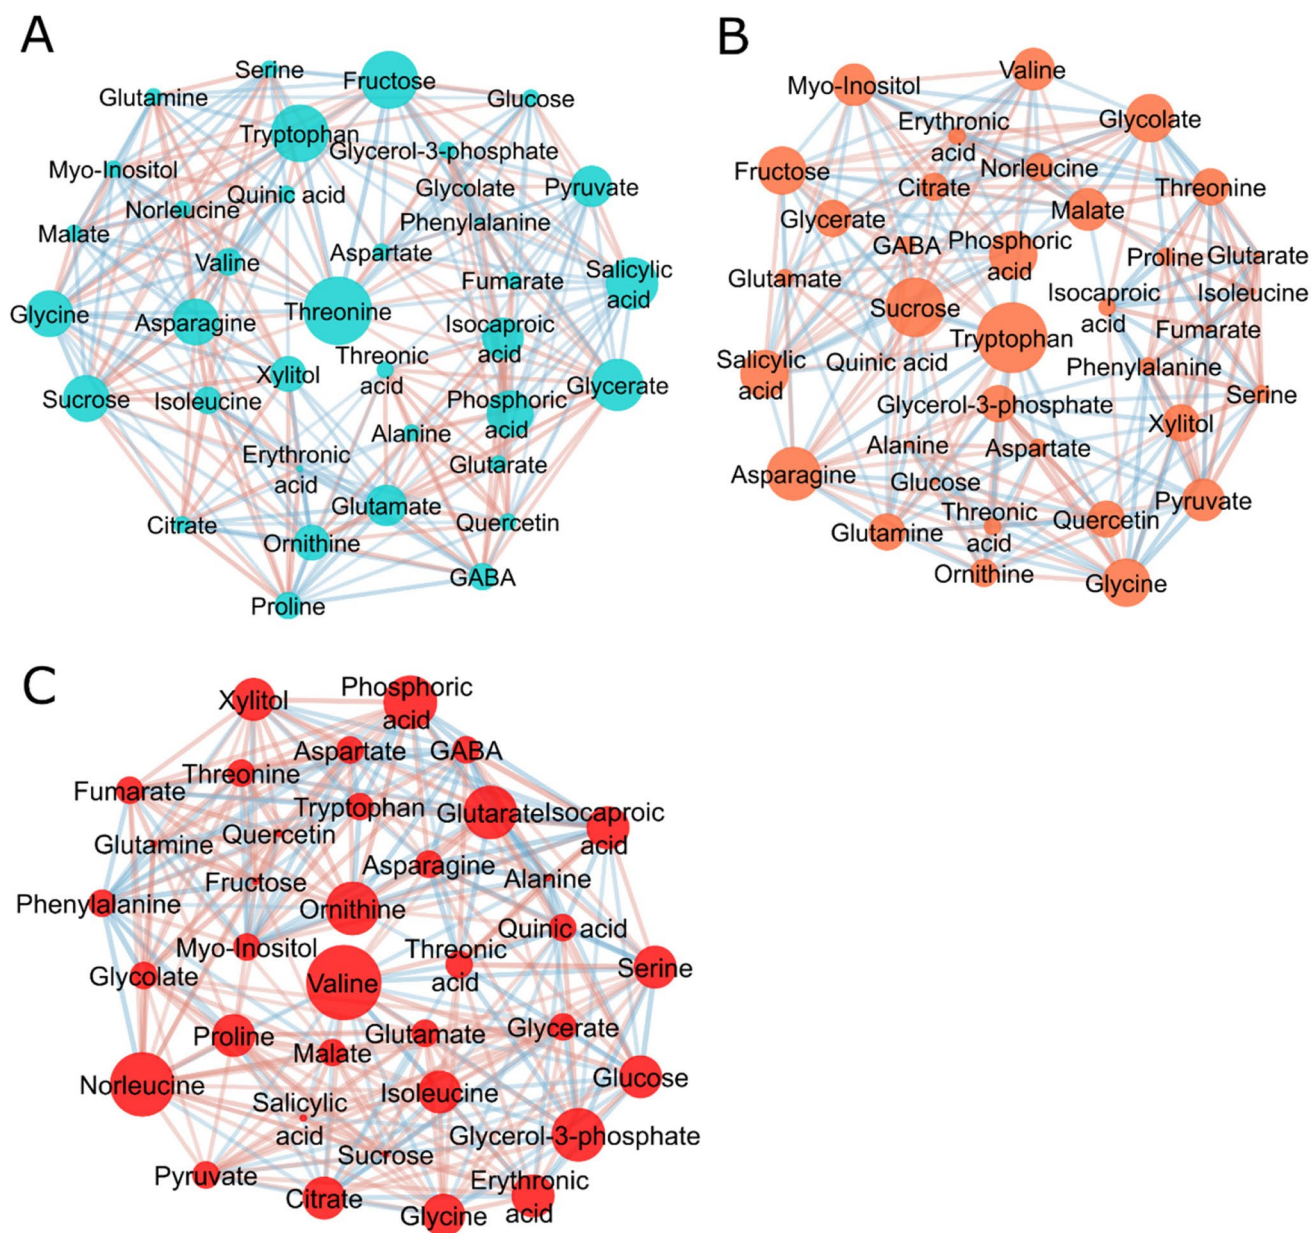 A
Serine
Fructose
Glutamine
Glucose
Tryptophan
Glycerol-3-phosphate
Myo-Inositol
Quinic acid
Glycolate
Pyruvate
Norleucine
Phenylalanine
Malate
Aspartate
Valine
Fumarate
Salicylic
acid
Glycine
Asparagine
Threonine
Isocaproic
acid
Threonic
acid
Xylitol
Glycerate
Sucrose
Isoleucine
Phosphoric
acid
Alanine
Erythronic
acid
Glutarate
Glutamate
Citrate
Quercetin
Ornithine
GABA
Proline
B
Myo-Inositol
Valine
Erythronic
acid
Glycolate
Fructose
Norleucine
Citrate
Threonine
Glycerate
Malate
GABA
Phosphoric
acid
Proline
Glutarate
Glutamate
Isocaproic
acid
Isoleucine
Sucrose
Tryptophan
Fumarate
Salicylic
acid
Quinic acid
Phenylalanine
Serine
Glycerol-3-phosphate
Xylitol
Alanine
Aspartate
Asparagine
Glucose
Pyruvate
Threonic
acid
Quercetin
Glutamine
Ornithine
Glycine
C
Xylitol
Phosphoric
acid
Aspartate
GABA
Threonine
Fumarate
Tryptophan
Glutarate
Isocaproic
acid
Glutamine
Quercetin
Asparagine
Fructose
Alanine
Phenylalanine
Ornithine
Quinic acid
Myo-Inositol
Threonic
acid
Glycolate
Valine
Serine
Proline
Glutamate
Glycerate
Malate
Norleucine
Isoleucine
Glucose
Salicylic
acid
Glycerol-3-phosphate
Sucrose
Pyruvate
Citrate
Erythronic
acid
Glycine